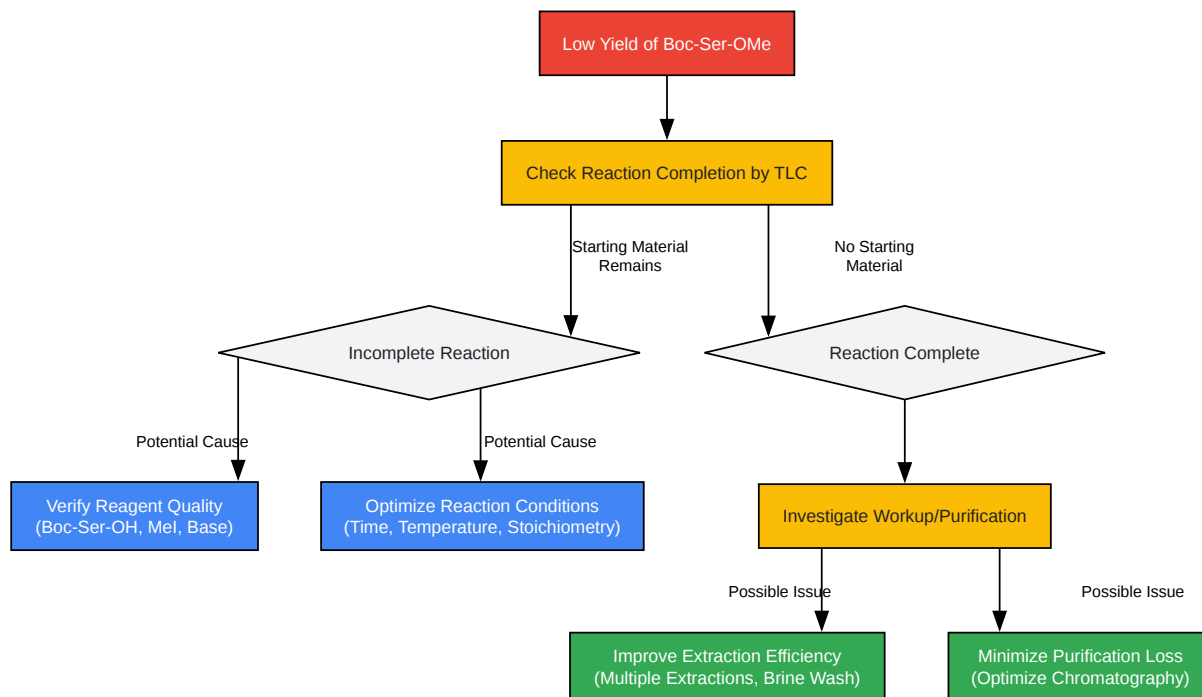 Low Yield of Boc-Ser-OMe
Check Reaction Completion by TLC
Starting Material
Remains
No Starting
Material
Incomplete Reaction
Reaction Complete
Potential Cause
Potential Cause
Verify Reagent Quality
(Boc-Ser-OH, MeI, Base)
Optimize Reaction Conditions
(Time, Temperature, Stoichiometry)
Investigate Workup/Purification
Possible Issue
Possible Issue
Improve Extraction Efficiency
(Multiple Extractions, Brine Wash)
Minimize Purification Loss
(Optimize Chromatography)